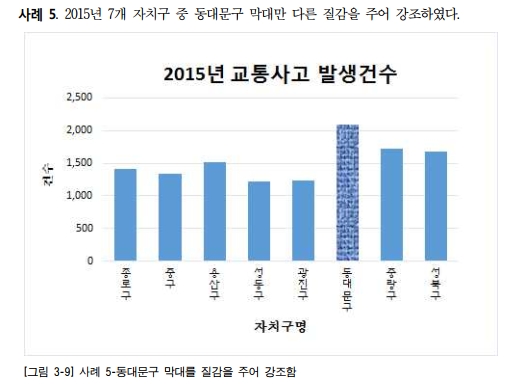 사례 5. 2015년 7개 자치구 중 동대문구 막대만 다른 질감을 주어 강조하였다.
2015년 교통사고 발생건수
2,500
2,000
1,500
1,000
500
0
건수
종로구
중구
용산구
성동구
광진구
동대문구
중랑구
성북구
자치구명
[그림 3-9] 사례 5-동대문구 막대를 질감을 주어 강조함